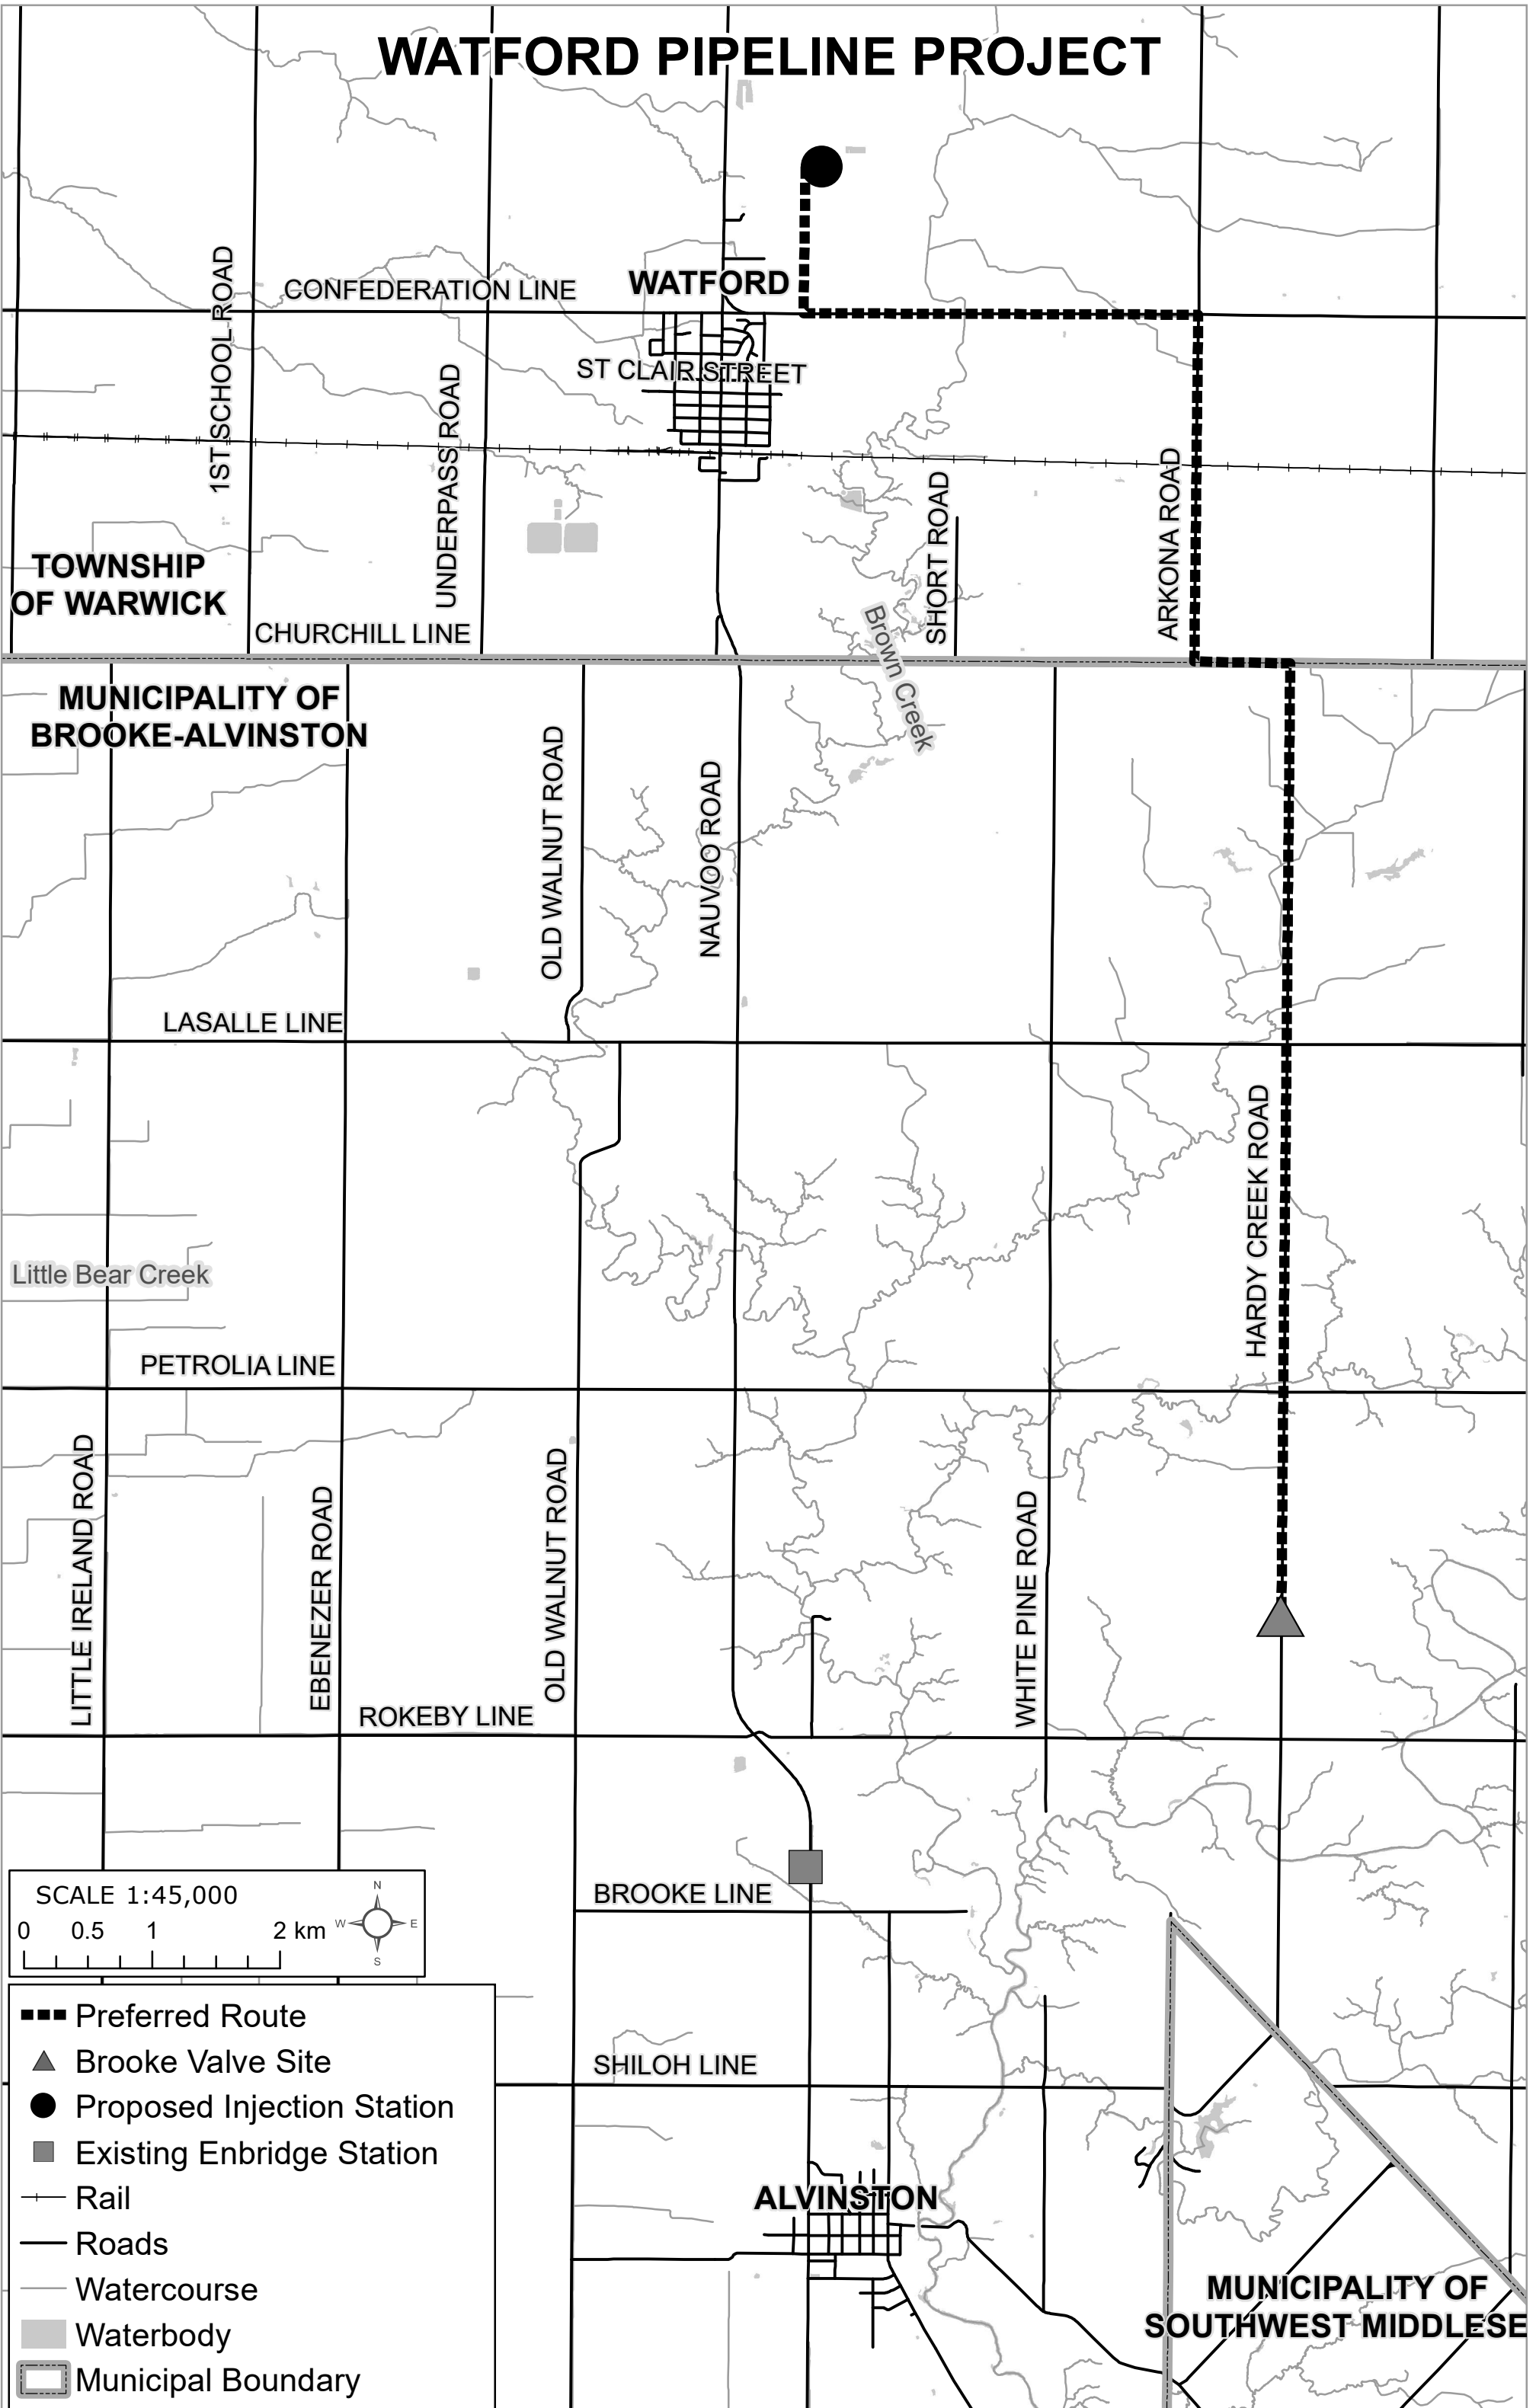 WATFORD PIPELINE PROJECT
1ST SCHOOL ROAD
CONFEDERATION LINE
WATFORD
ST CLAIR STREET
UNDERPASS ROAD
SHORT ROAD
ARKONA ROAD
TOWNSHIP
OF WARWICK
CHURCHILL LINE
Brown Creek
MUNICIPALITY OF
BROOKE-ALVINSTON
OLD WALNUT ROAD
NAUVOO ROAD
LASALLE LINE
HARDY CREEK ROAD
Little Bear Creek
PETROLIA LINE
LITTLE IRELAND ROAD
EBENEZER ROAD
OLD WALNUT ROAD
WHITE PINE ROAD
ROKEBY LINE
BROOKE LINE
SCALE 1:45,000
0 0.5 1 2 km
N
W E
S
Preferred Route
Brooke Valve Site
Proposed Injection Station
Existing Enbridge Station
Rail
Roads
Watercourse
Waterbody
Municipal Boundary
SHILOH LINE
ALVINSTON
MUNICIPALITY OF
SOUTHWEST MIDDLESE